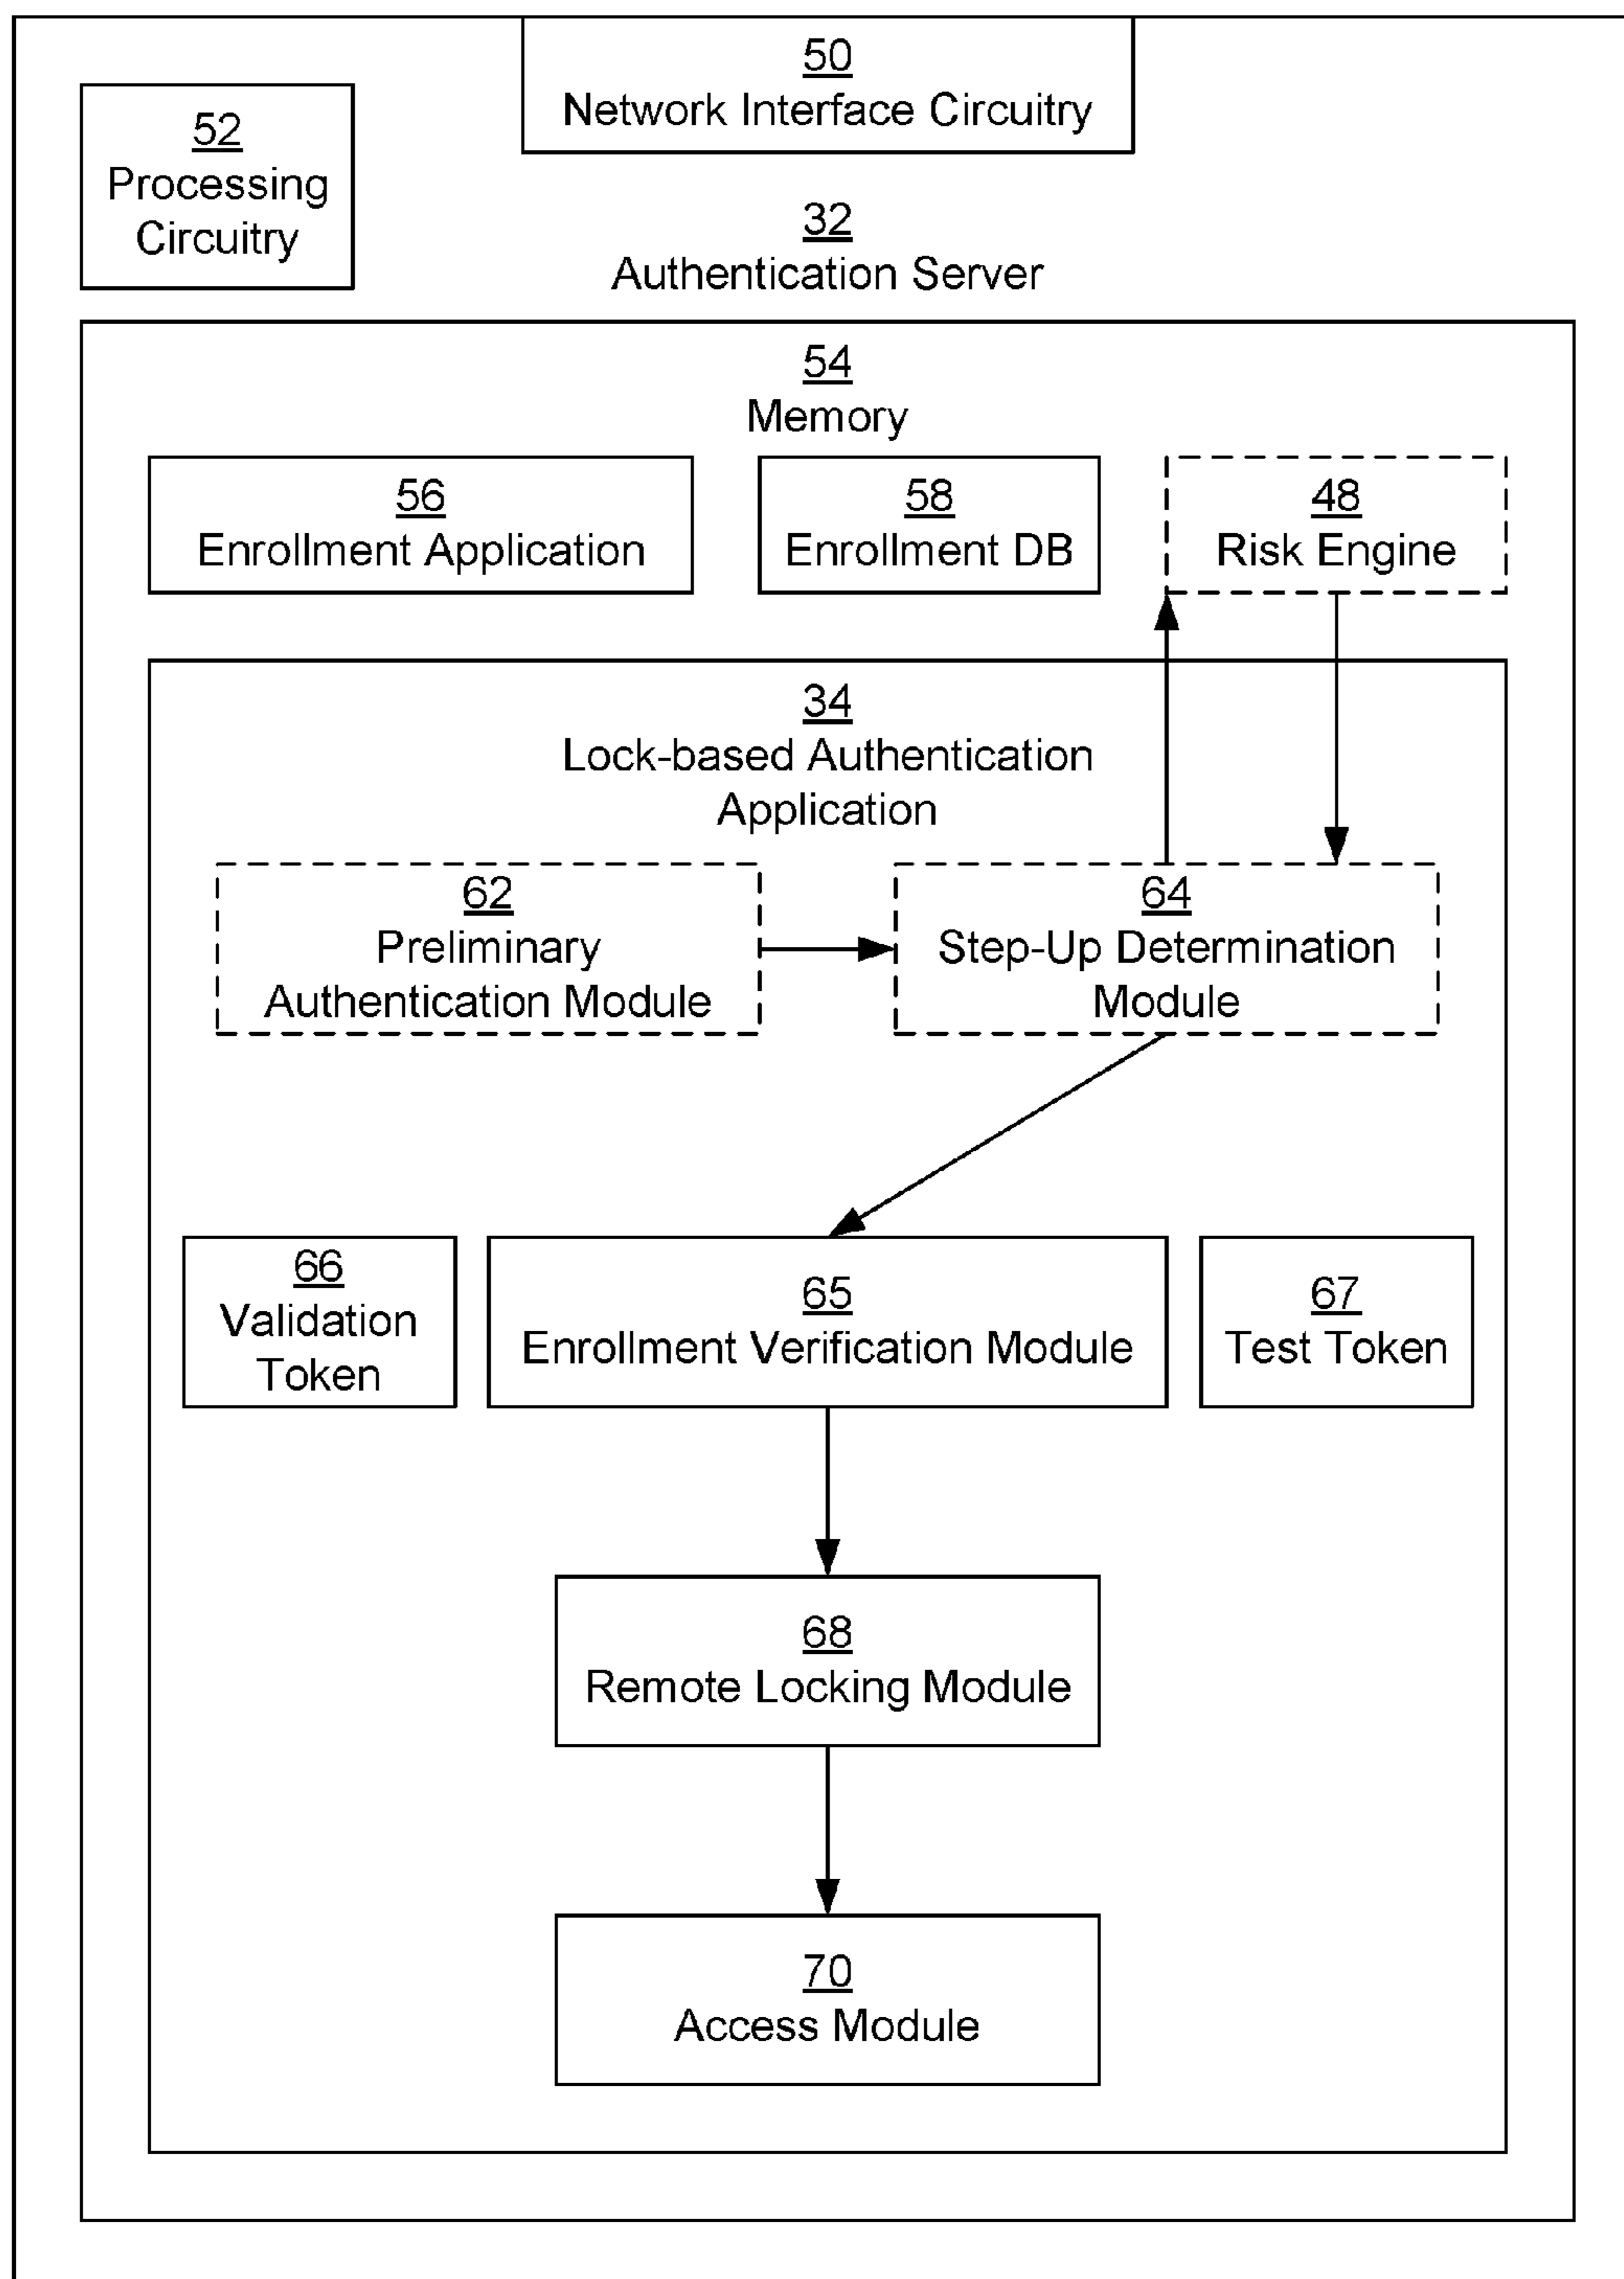 50
Network Interface Circuitry
52
Processing
Circuitry
32
Authentication Server
54
Memory
56
Enrollment Application
58
Enrollment DB
48
Risk Engine
34
Lock-based Authentication
Application
62
Preliminary
Authentication Module
64
Step-Up Determination
Module
66
Validation
Token
65
Enrollment Verification Module
67
Test Token
68
Remote Locking Module
70
Access Module